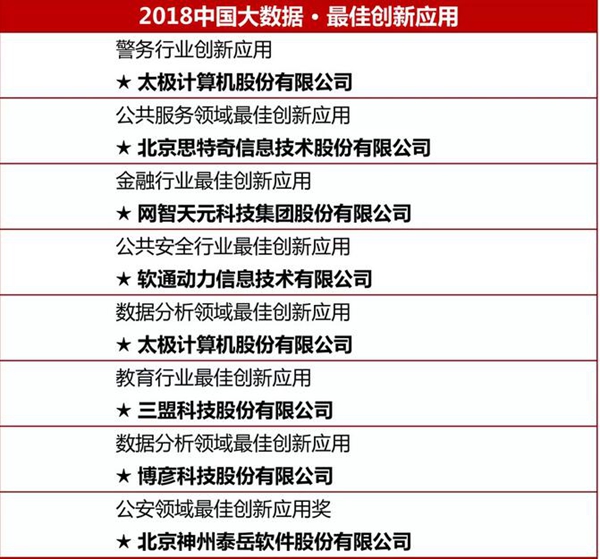 2018中国大数据·最佳创新应用
警务行业创新应用
★ 太极计算机股份有限公司
公共服务领域最佳创新应用
★ 北京思特奇信息技术股份有限公司
金融行业最佳创新应用
★ 网智天元科技集团股份有限公司
公共安全行业最佳创新应用
★ 软通动力信息技术有限公司
数据分析领域最佳创新应用
★ 太极计算机股份有限公司
教育行业最佳创新应用
★ 三盟科技股份有限公司
数据分析领域最佳创新应用
★ 博彦科技股份有限公司
公安领域最佳创新应用奖
★ 北京神州泰岳软件股份有限公司